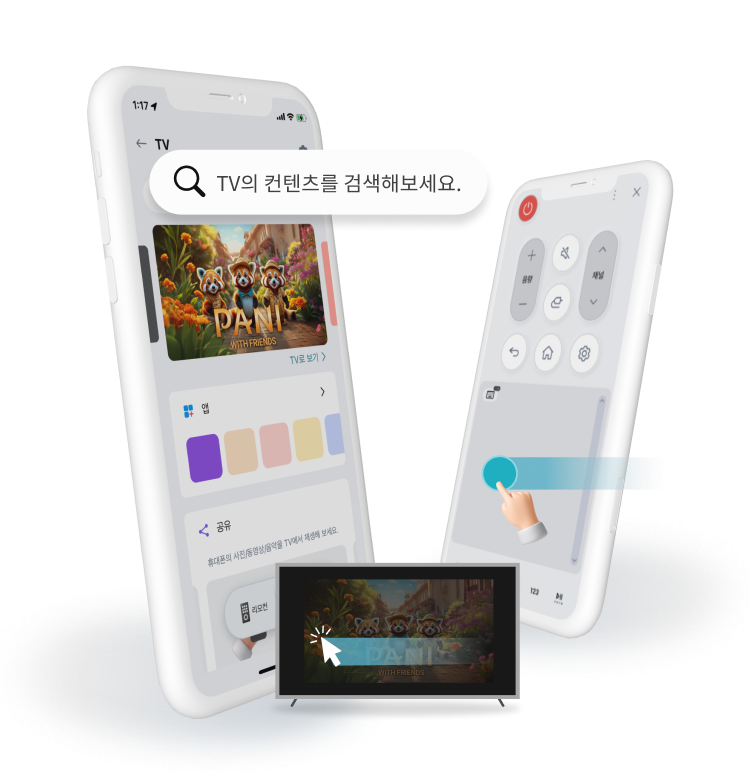 1:17
TV
TV의 컨텐츠를 검색해보세요.
PANI
WITH FRIENDS
TV로 보기
앱
공유
휴대폰의 사진/동영상/음악을 TV에서 재생해 보세요.
리모컨
음량
채널
123
PANI
WITH FRIENDS